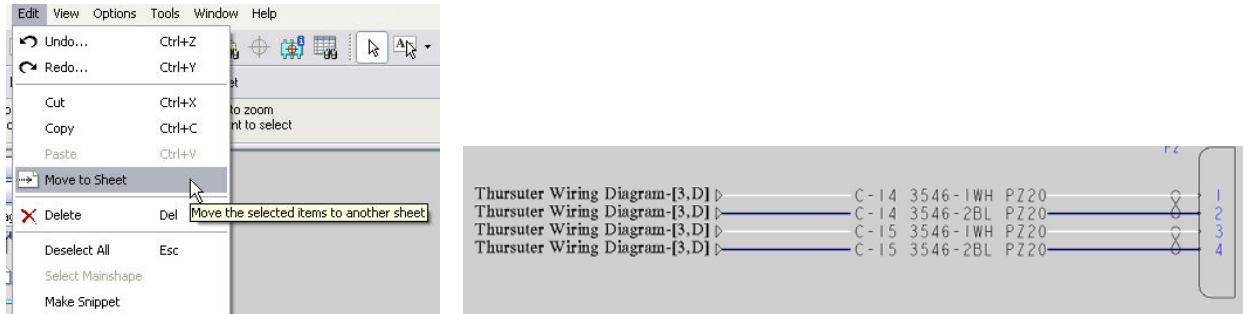 Edit View Options Tools Window Help
Undo... Ctrl+Z
Redo... Ctrl+Y
et
Cut Ctrl+X
to zoom
Copy Ctrl+C
nt to select
Paste Ctrl+V
Move to Sheet
Delete Del
Move the selected items to another sheet
Deselect All Esc
Select Mainshape
Make Snippet
Thursuter Wiring Diagram-[3,D] C-14 3546-1WH PZ20 1
Thursuter Wiring Diagram-[3,D] C-14 3546-2BL PZ20 2
Thursuter Wiring Diagram-[3,D] C-15 3546-1WH PZ20 3
Thursuter Wiring Diagram-[3,D] C-15 3546-2BL PZ20 4